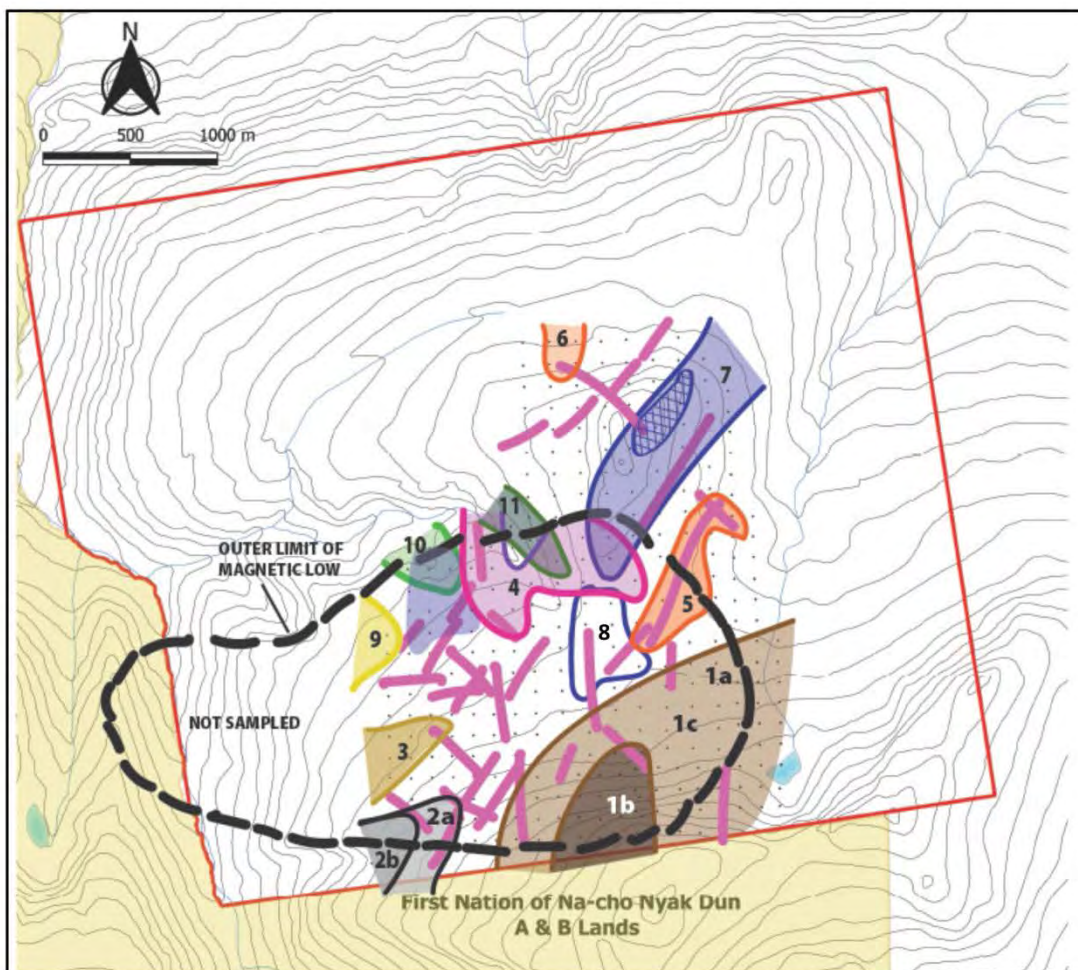 N
0 500 1000 m
6
7
11
10
OUTER LIMIT OF
MAGNETIC LOW
4
5
8
9
1a
NOT SAMPLED
1c
3
1b
2a
2b
First Nation of Na-cho Nyak Dun
A & B Lands